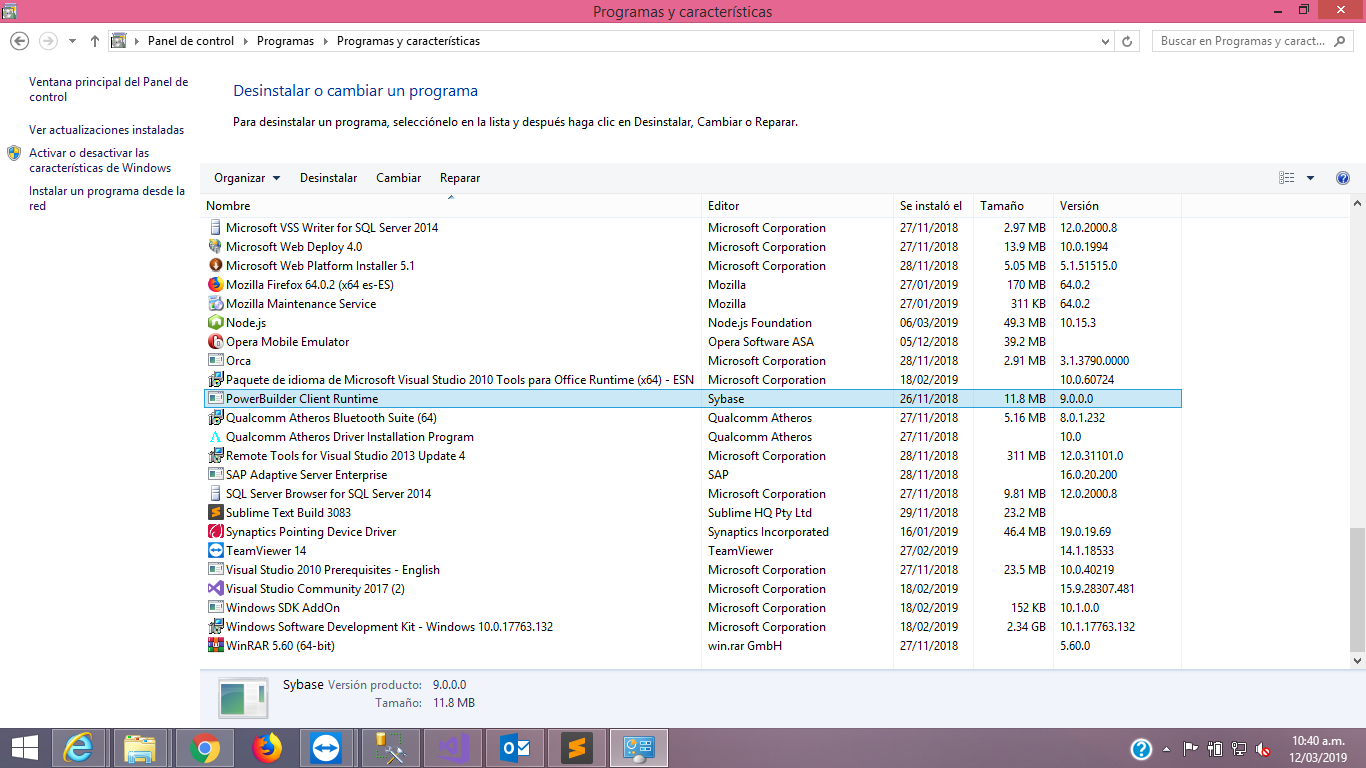 Programas y características
Panel de control Programas Programas y características
Buscar en Programas y caract...
Ventana principal del Panel de
control
Ver actualizaciones instaladas
Activar o desactivar las
características de Windows
Instalar un programa desde la
red
Desinstalar o cambiar un programa
Para desinstalar un programa, selecciónelo en la lista y después haga clic en Desinstalar, Cambiar o Reparar.
Organizar Desinstalar Cambiar Reparar
Nombre Editor Se instaló el Tamaño Versión
Microsoft VSS Writer for SQL Server 2014 Microsoft Corporation 27/11/2018 2.97 MB 12.0.2000.8
Microsoft Web Deploy 4.0 Microsoft Corporation 27/11/2018 13.9 MB 10.0.1994
Microsoft Web Platform Installer 5.1 Microsoft Corporation 28/11/2018 5.05 MB 5.1.51515.0
Mozilla Firefox 64.0.2 (x64 es-ES) Mozilla 27/01/2019 170 MB 64.0.2
Mozilla Maintenance Service Mozilla 27/01/2019 311 KB 64.0.2
Node.js Node.js Foundation 06/03/2019 49.3 MB 10.15.3
Opera Mobile Emulator Opera Software ASA 05/12/2018 39.2 MB
Orca Microsoft Corporation 28/11/2018 2.91 MB 3.1.3790.0000
Paquete de idioma de Microsoft Visual Studio 2010 Tools para Office Runtime (x64) - ESN Microsoft Corporation 18/02/2019 10.0.60724
PowerBuilder Client Runtime Sybase 26/11/2018 11.8 MB 9.0.0.0
Qualcomm Atheros Bluetooth Suite (64) Qualcomm Atheros 27/11/2018 5.16 MB 8.0.1.232
Qualcomm Atheros Driver Installation Program Qualcomm Atheros 27/11/2018 10.0
Remote Tools for Visual Studio 2013 Update 4 Microsoft Corporation 28/11/2018 311 MB 12.0.31101.0
SAP Adaptive Server Enterprise SAP 28/11/2018 16.0.20.200
SQL Server Browser for SQL Server 2014 Microsoft Corporation 27/11/2018 9.81 MB 12.0.2000.8
Sublime Text Build 3083 Sublime HQ Pty Ltd 29/11/2018 23.2 MB
Synaptics Pointing Device Driver Synaptics Incorporated 16/01/2019 46.4 MB 19.0.19.69
TeamViewer 14 TeamViewer 27/02/2019 14.1.18533
Visual Studio 2010 Prerequisites - English Microsoft Corporation 27/11/2018 23.5 MB 10.0.40219
Visual Studio Community 2017 (2) Microsoft Corporation 18/02/2019 15.9.28307.481
Windows SDK AddOn Microsoft Corporation 18/02/2019 152 KB 10.1.0.0
Windows Software Development Kit - Windows 10.0.17763.132 Microsoft Corporation 18/02/2019 2.34 GB 10.1.17763.132
WinRAR 5.60 (64-bit) win.rar GmbH 27/11/2018 5.60.0
Sybase Versión producto: 9.0.0.0
Tamaño: 11.8 MB
10:40 a.m.
12/03/2019